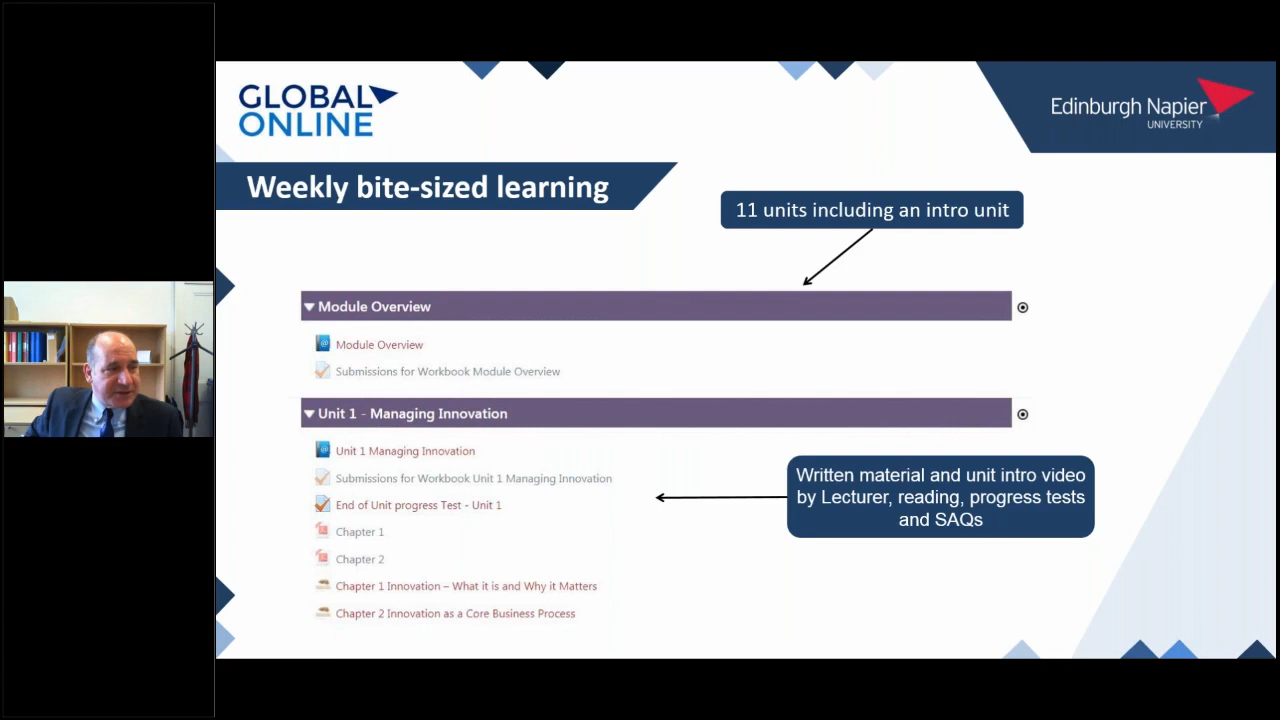 GLOBAL
ONLINE
Edinburgh Napier
UNIVERSITY
Weekly bite-sized learning
11 units including an intro unit
Module Overview
Module Overview
Submissions for Workbook Module Overview
Unit 1 - Managing Innovation
Unit 1 Managing Innovation
Submissions for Workbook Unit 1 Managing Innovation
End of Unit progress Test - Unit 1
Chapter 1
Chapter 2
Chapter 1 Innovation – What it is and Why it Matters
Chapter 2 Innovation as a Core Business Process
Written material and unit intro video
by Lecturer, reading, progress tests
and SAQs